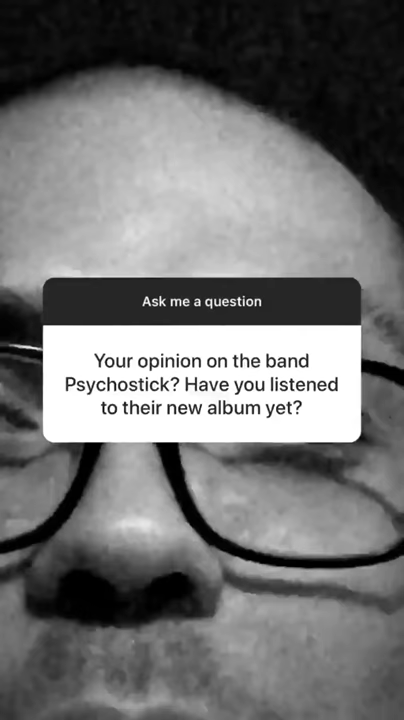 Ask me a question
Your opinion on the band
Psychostick? Have you listened
to their new album yet?